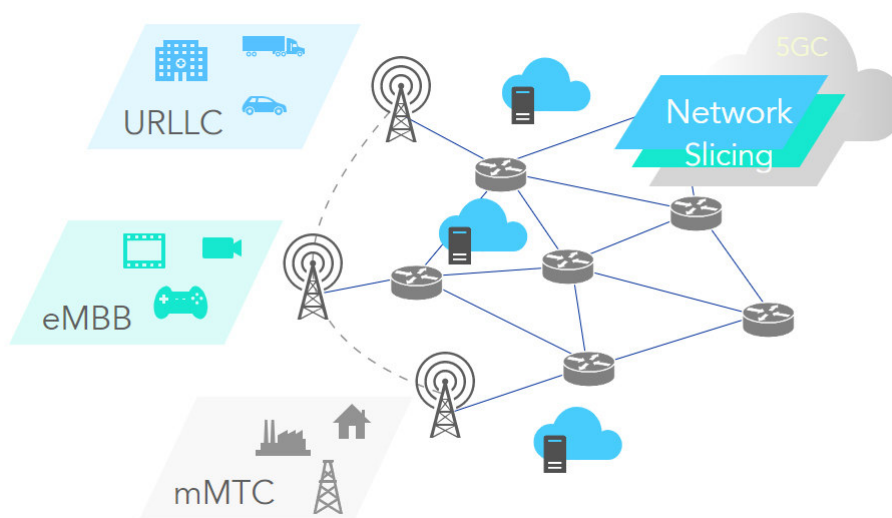 5GC
URLLC
Network
Slicing
eMBB
mMTC